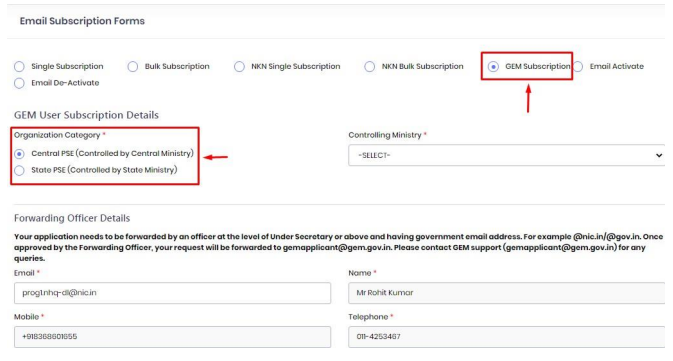 Email Subscription Forms
Single Subscription Bulk Subscription NKN Single Subscription NKN Bulk Subscription GEM Subscription Email Activate
Email De-Activate
GEM User Subscription Details
Organization Category * Controlling Ministry *
Central PSE (Controlled by Central Ministry) -SELECT-
State PSE (Controlled by State Ministry)
Forwarding Officer Details
Your application needs to be forwarded by an officer at the level of Under Secretary or above and having government email address. For example @nic.in/@gov.in. Once
approved by the Forwarding Officer, your request will be forwarded to gemapplicant@gem.gov.in. Please contact GEM support (gemapplicant@gem.gov.in) for any
queries.
Email * Name *
prog1.nhq-dl@nic.in Mr Rohit Kumar
Mobile * Telephone *
+918368601655 011-4253467